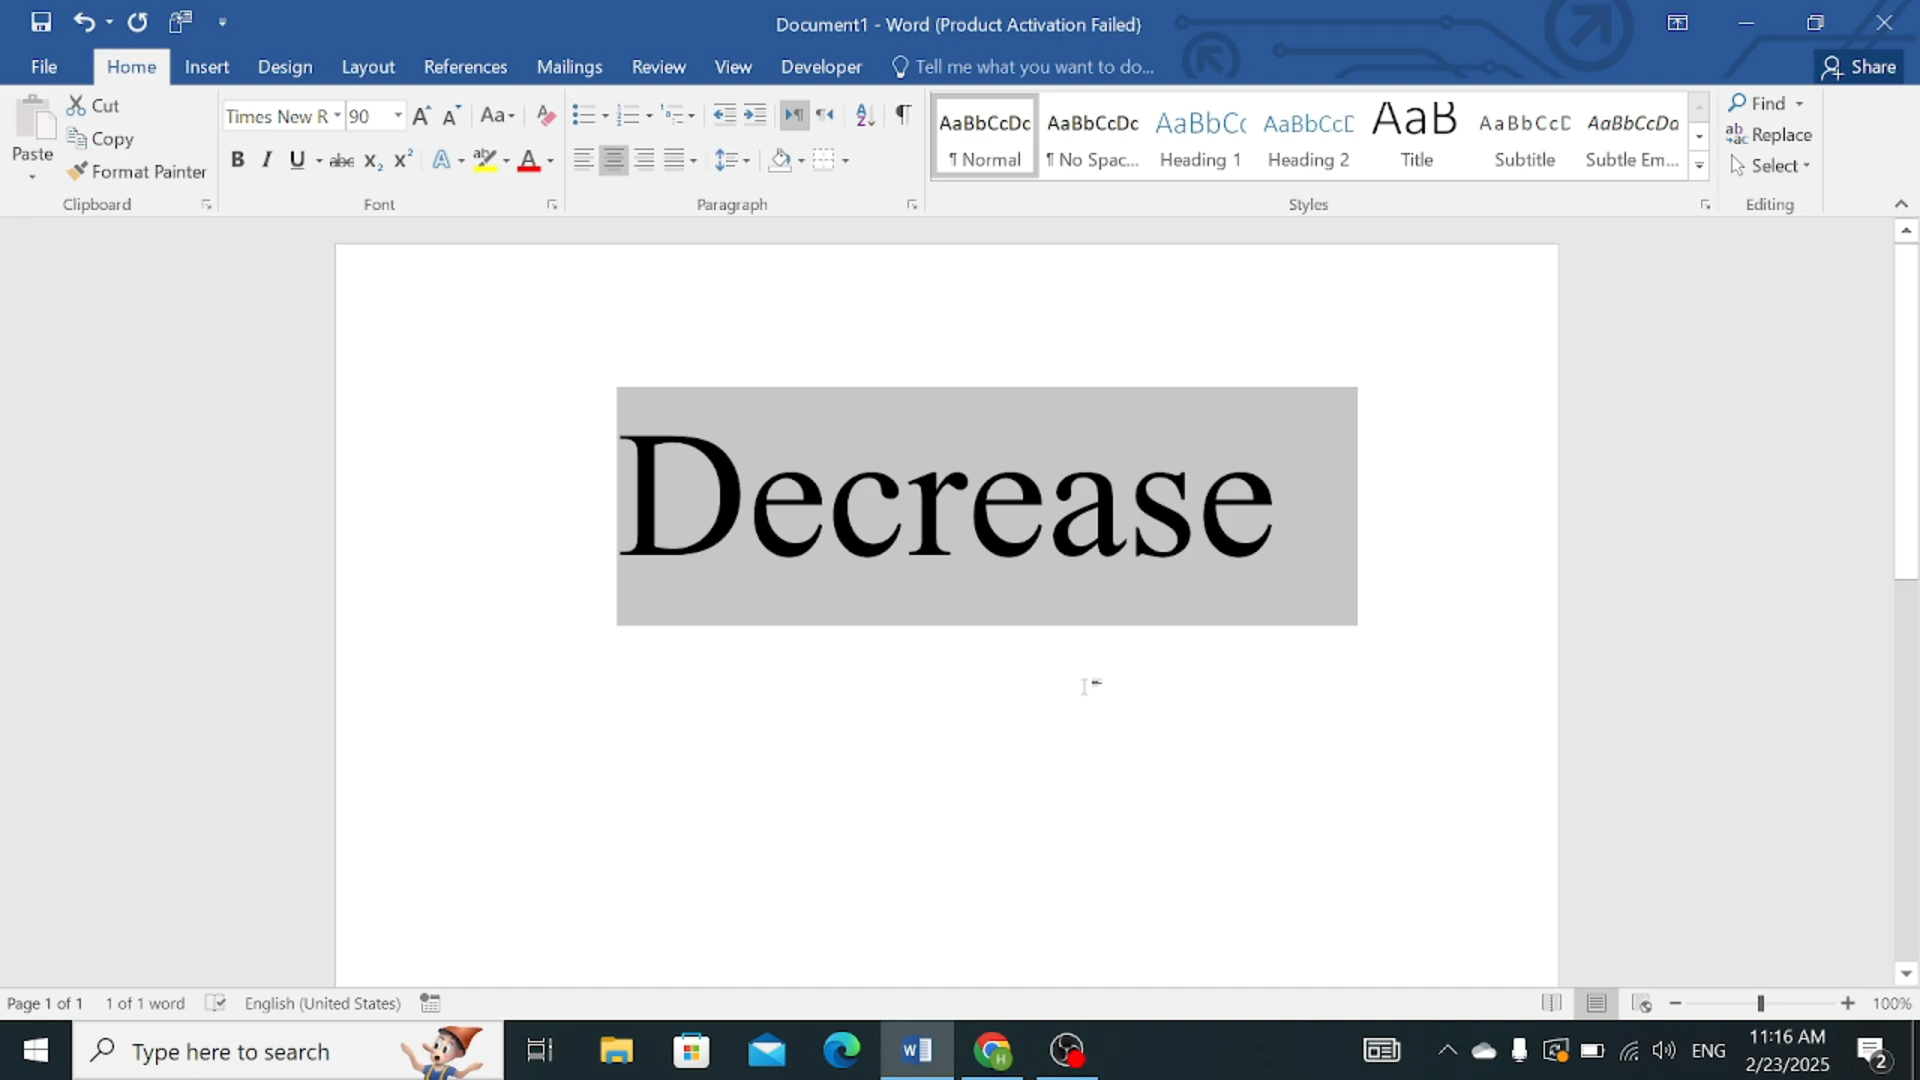 Document1 - Word (Product Activation Failed)
File Home Insert Design Layout References Mailings Review View Developer Tell me what you want to do... Share
Paste
Cut
Copy
Format Painter
Clipboard
Times New R 90
Aa
B I U abc X₂ X² A ab A
Font
Paragraph
AaBbCcDc AaBbCcDc AaBbCc AaBbCcD AaB AaBbCcD AaBbCcDa
¶ Normal ¶ No Spac... Heading 1 Heading 2 Title Subtitle Subtle Em...
Styles
Find
Replace
Select
Editing
Decrease
Page 1 of 1 1 of 1 word English (United States) 100%
Type here to search
ENG
11:16 AM
2/23/2025
2